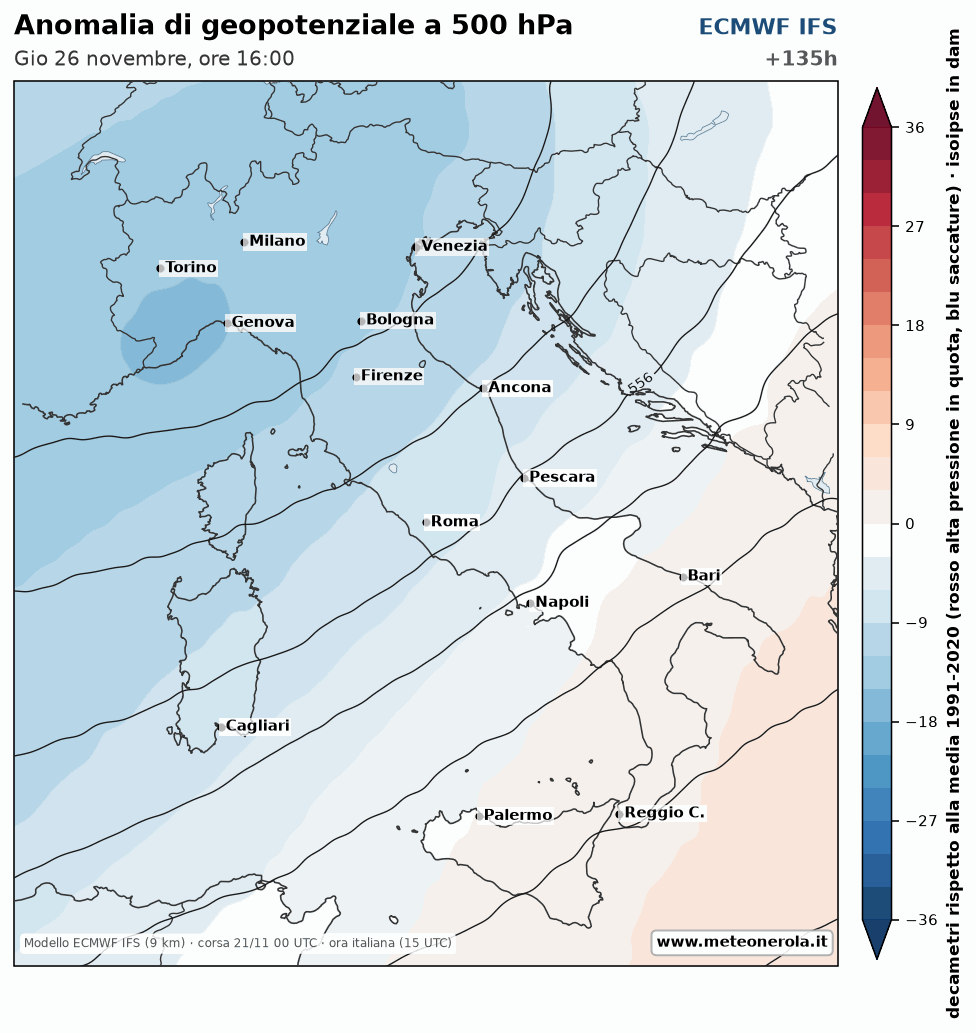 Anomalia di geopotenziale a 500 hPa
ECMWF IFS
Gio 26 novembre, ore 16:00
+135h
Milano
Venezia
Torino
Genova
Bologna
Firenze
Ancona
556
Pescara
Roma
Bari
Napoli
Cagliari
Palermo
Reggio C.
Modello ECMWF IFS (9 km) · corsa 21/11 00 UTC · ora italiana (15 UTC)
www.meteonerola.it
36
27
18
9
0
−9
−18
−27
−36
decametri rispetto alla media 1991-2020 (rosso alta pressione in quota, blu saccature) · isoipse in dam